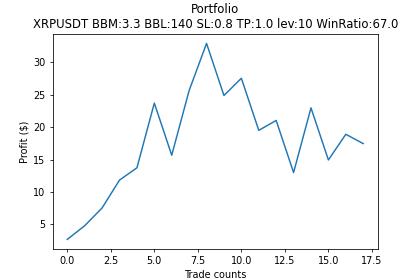 Portfolio
XRPUSDT BBM:3.3 BBL:140 SL:0.8 TP:1.0 lev:10 WinRatio:67.0
30
25
20
15
10
5
Profit ($)
0.0 2.5 5.0 7.5 10.0 12.5 15.0 17.5
Trade counts